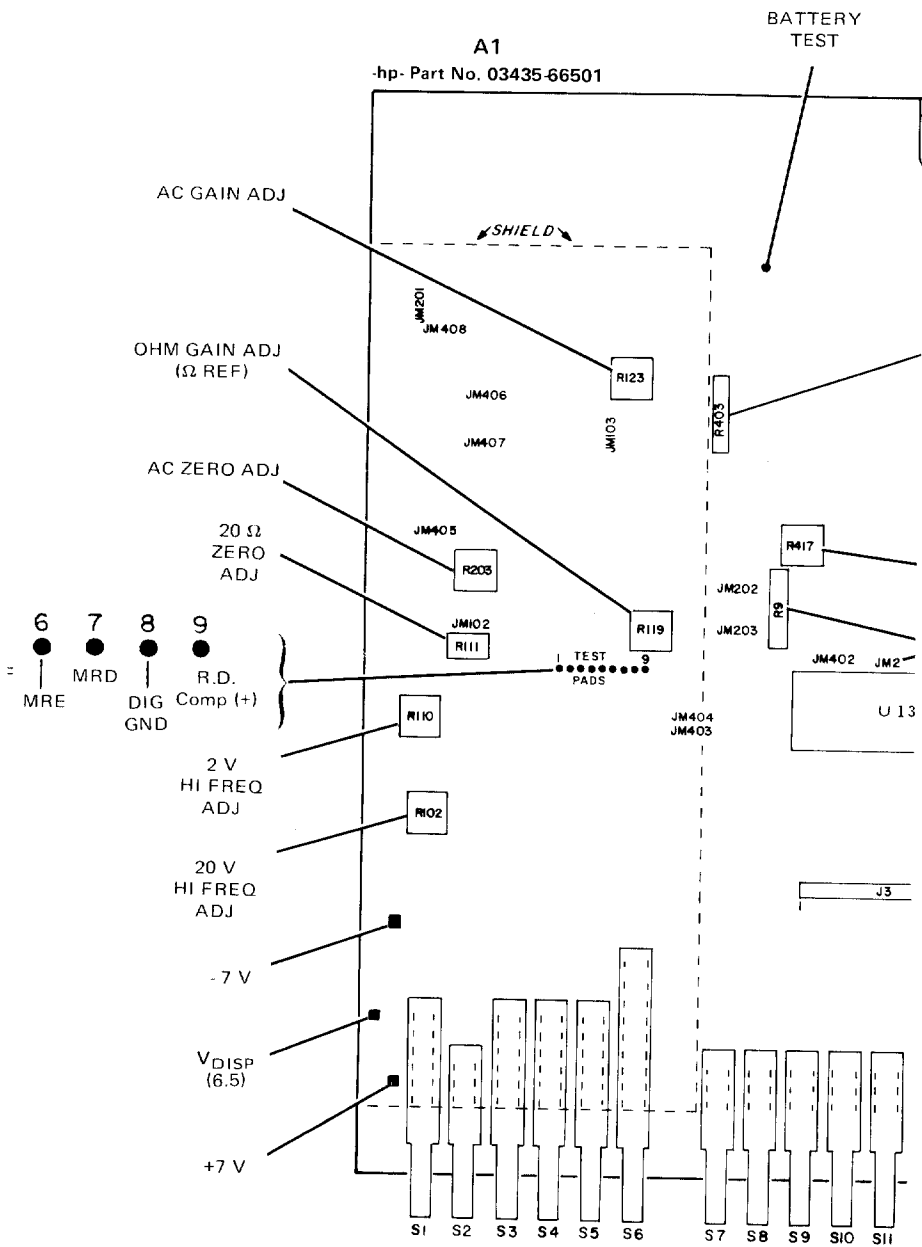 BATTERY
TEST
A1
-hp- Part No. 03435-66501
AC GAIN ADJ
SHIELD
JM201
JM408
OHM GAIN ADJ
(Ω REF)
R123
JM406
R403
JM103
JM407
AC ZERO ADJ
20 Ω
ZERO
ADJ
JM405
R417
R203
JM202
R9
6 7 8 9
JM102
R119
JM203
R111
1 TEST 9
PADS
JM402 JM2
=
MRE
MRD
DIG
GND
R.D.
Comp (+)
R110
JM404
JM403
U 13
2 V
HI FREQ
ADJ
R102
20 V
HI FREQ
ADJ
J3
-7 V
VDISP
(6.5)
+7 V
S1 S2 S3 S4 S5 S6 S7 S8 S9 S10 S11